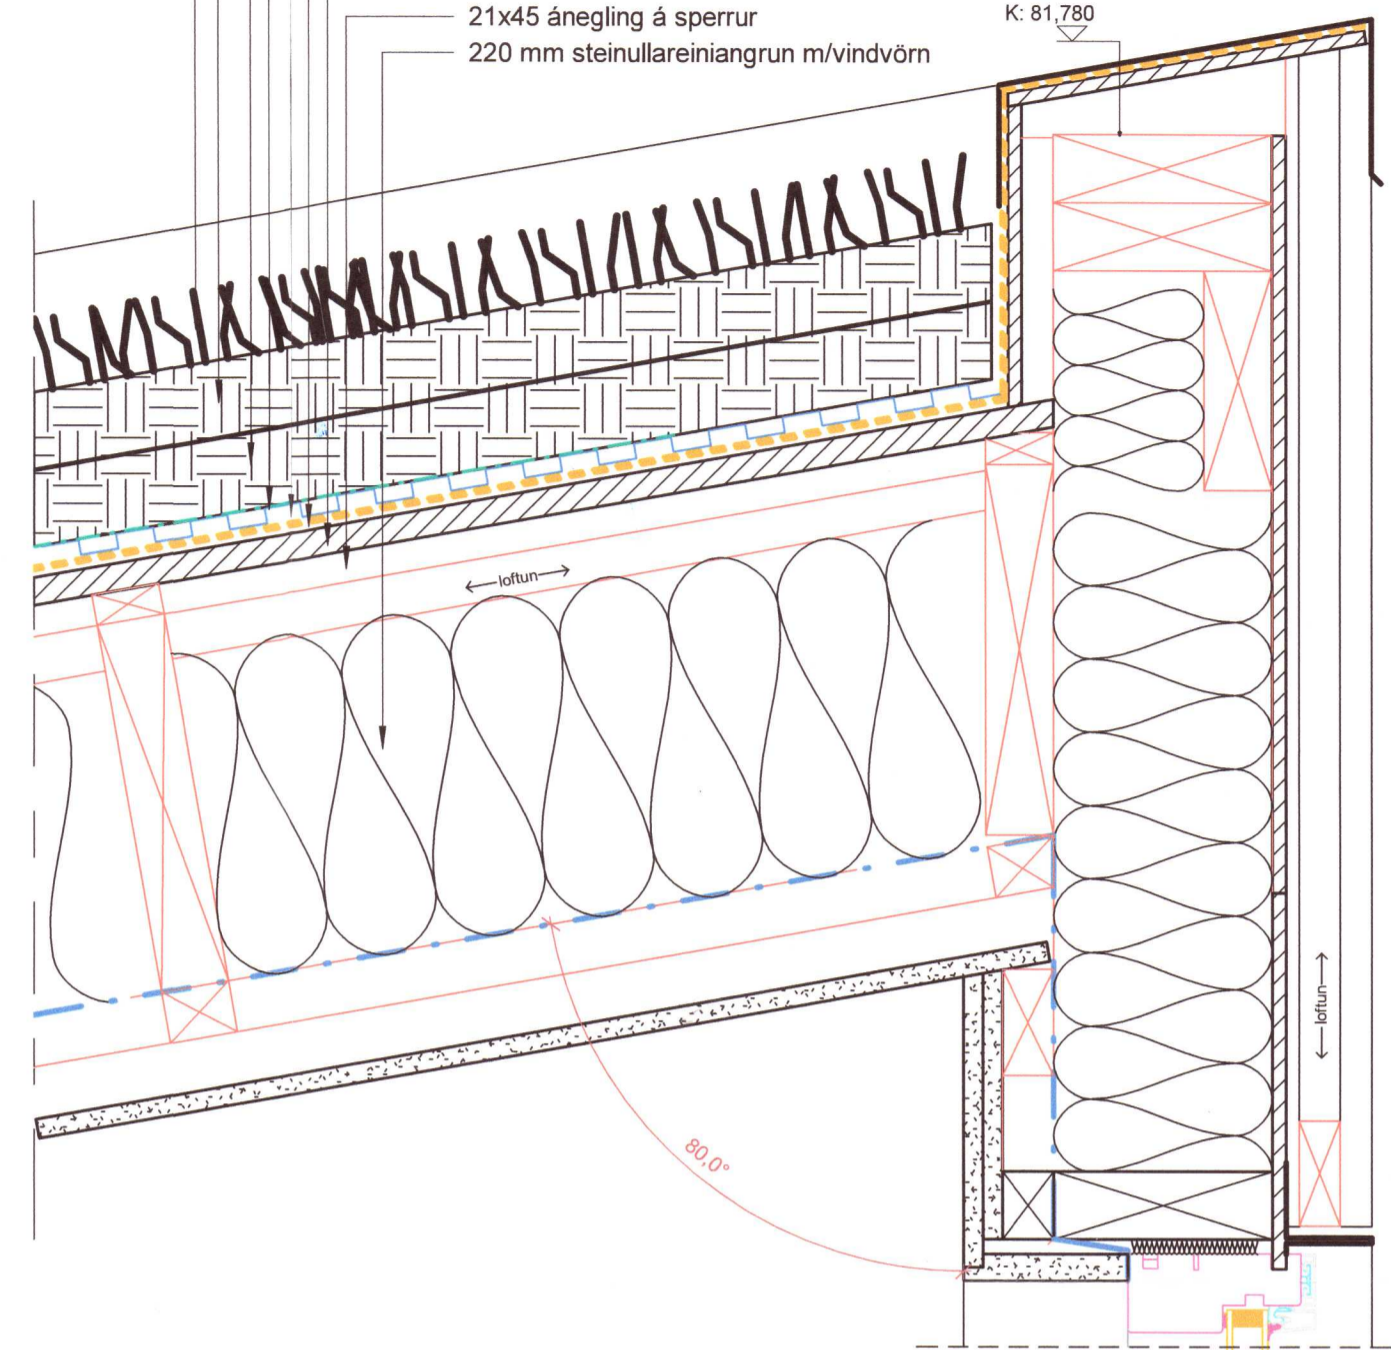 21x45 ánegling á sperrur
K: 81,780
220 mm steinullareiniangrun m/vindvörn
loftun
loftun
80,0°